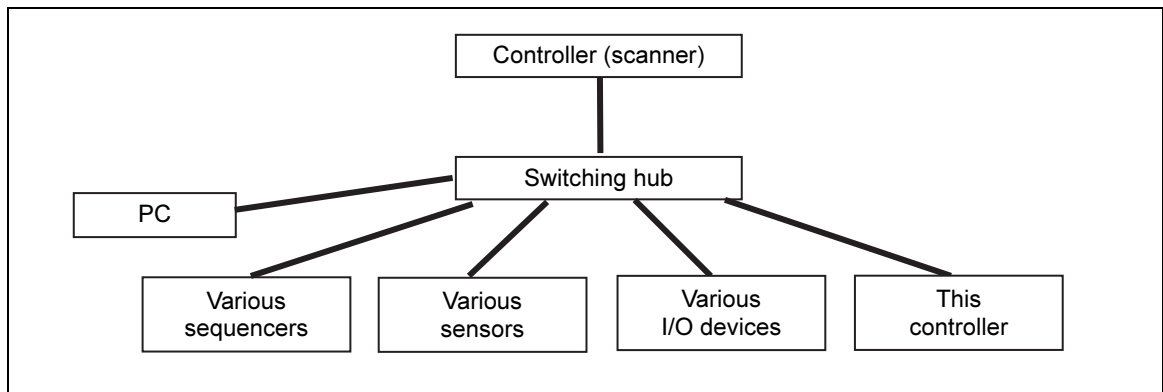 Controller (scanner)
Switching hub
PC
Various
sequencers
Various
sensors
Various
I/O devices
This
controller